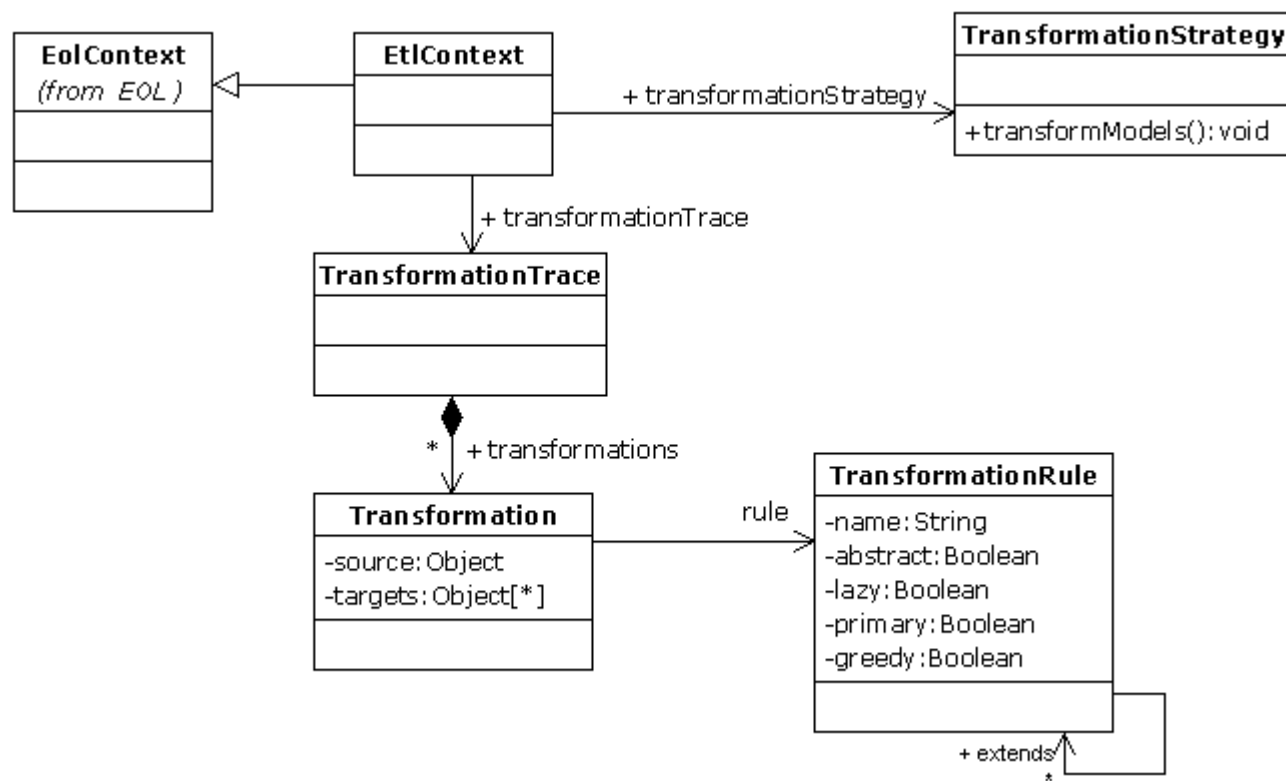 EolContext
(from EOL)
EtlContext
TransformationStrategy
+transformModels(): void
+ transformationStrategy
+ transformationTrace
TransformationTrace
* + transformations
Transformation
-source:Object
-targets:Object[*]
rule
TransformationRule
-name:String
-abstract:Boolean
-lazy:Boolean
-primary:Boolean
-greedy:Boolean
+ extends
*